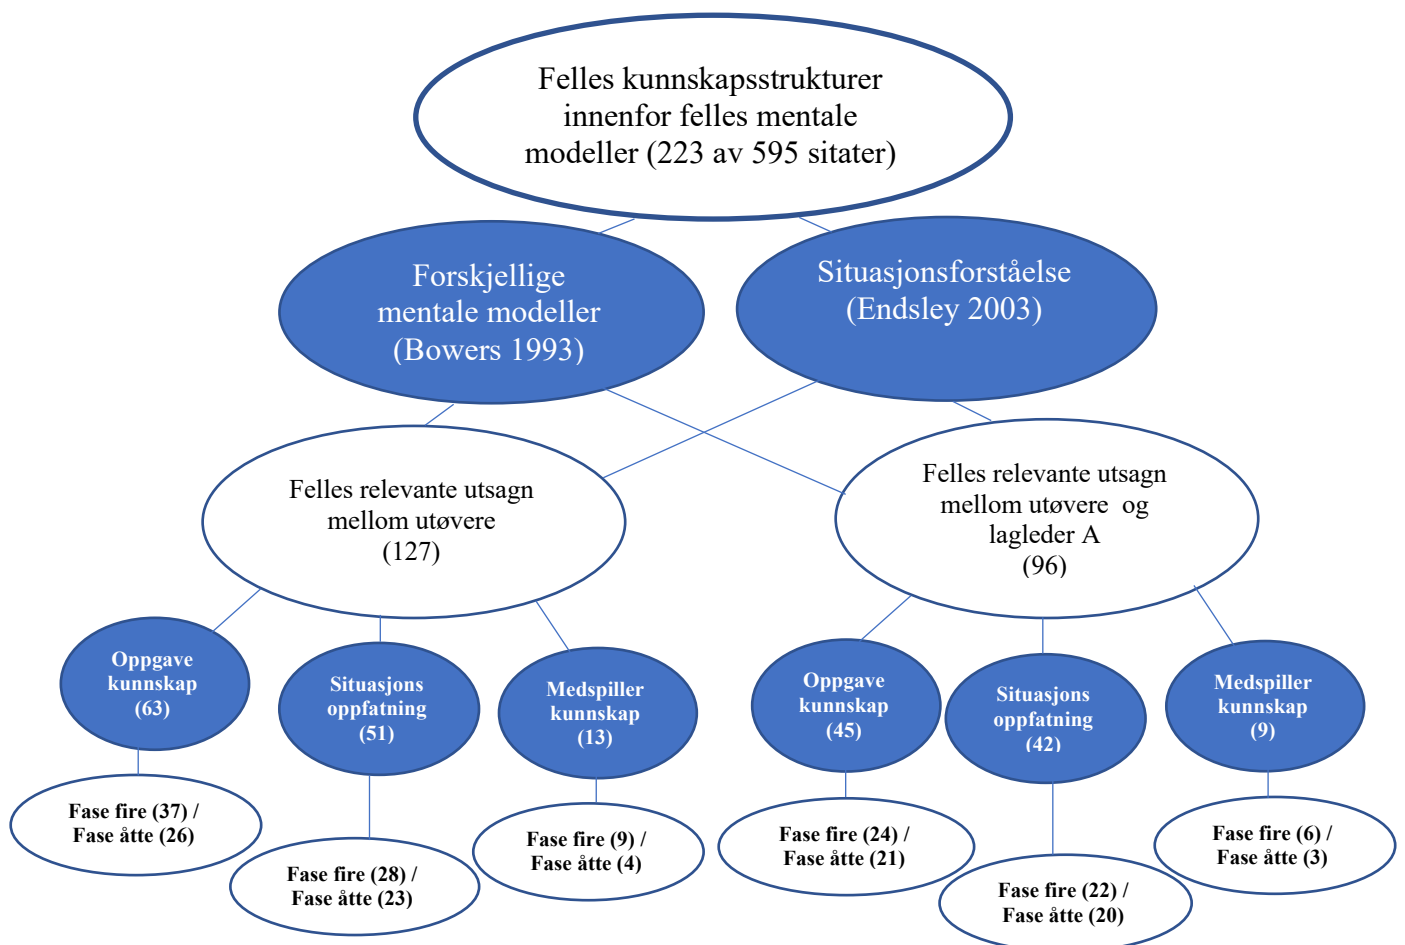 Felles kunnskapsstrukturer
innenfor felles mentale
modeller (223 av 595 sitater)
Forskjellige
mentale modeller
(Bowers 1993)
Situasjonsforståelse
(Endsley 2003)
Felles relevante utsagn
mellom utøvere
(127)
Felles relevante utsagn
mellom utøvere og
lagleder A
(96)
Oppgave
kunnskap
(63)
Situasjons
oppfatning
(51)
Medspiller
kunnskap
(13)
Oppgave
kunnskap
(45)
Situasjons
oppfatning
(42)
Medspiller
kunnskap
(9)
Fase fire (37) /
Fase åtte (26)
Fase fire (28) /
Fase åtte (23)
Fase fire (9) /
Fase åtte (4)
Fase fire (24) /
Fase åtte (21)
Fase fire (22) /
Fase åtte (20)
Fase fire (6) /
Fase åtte (3)